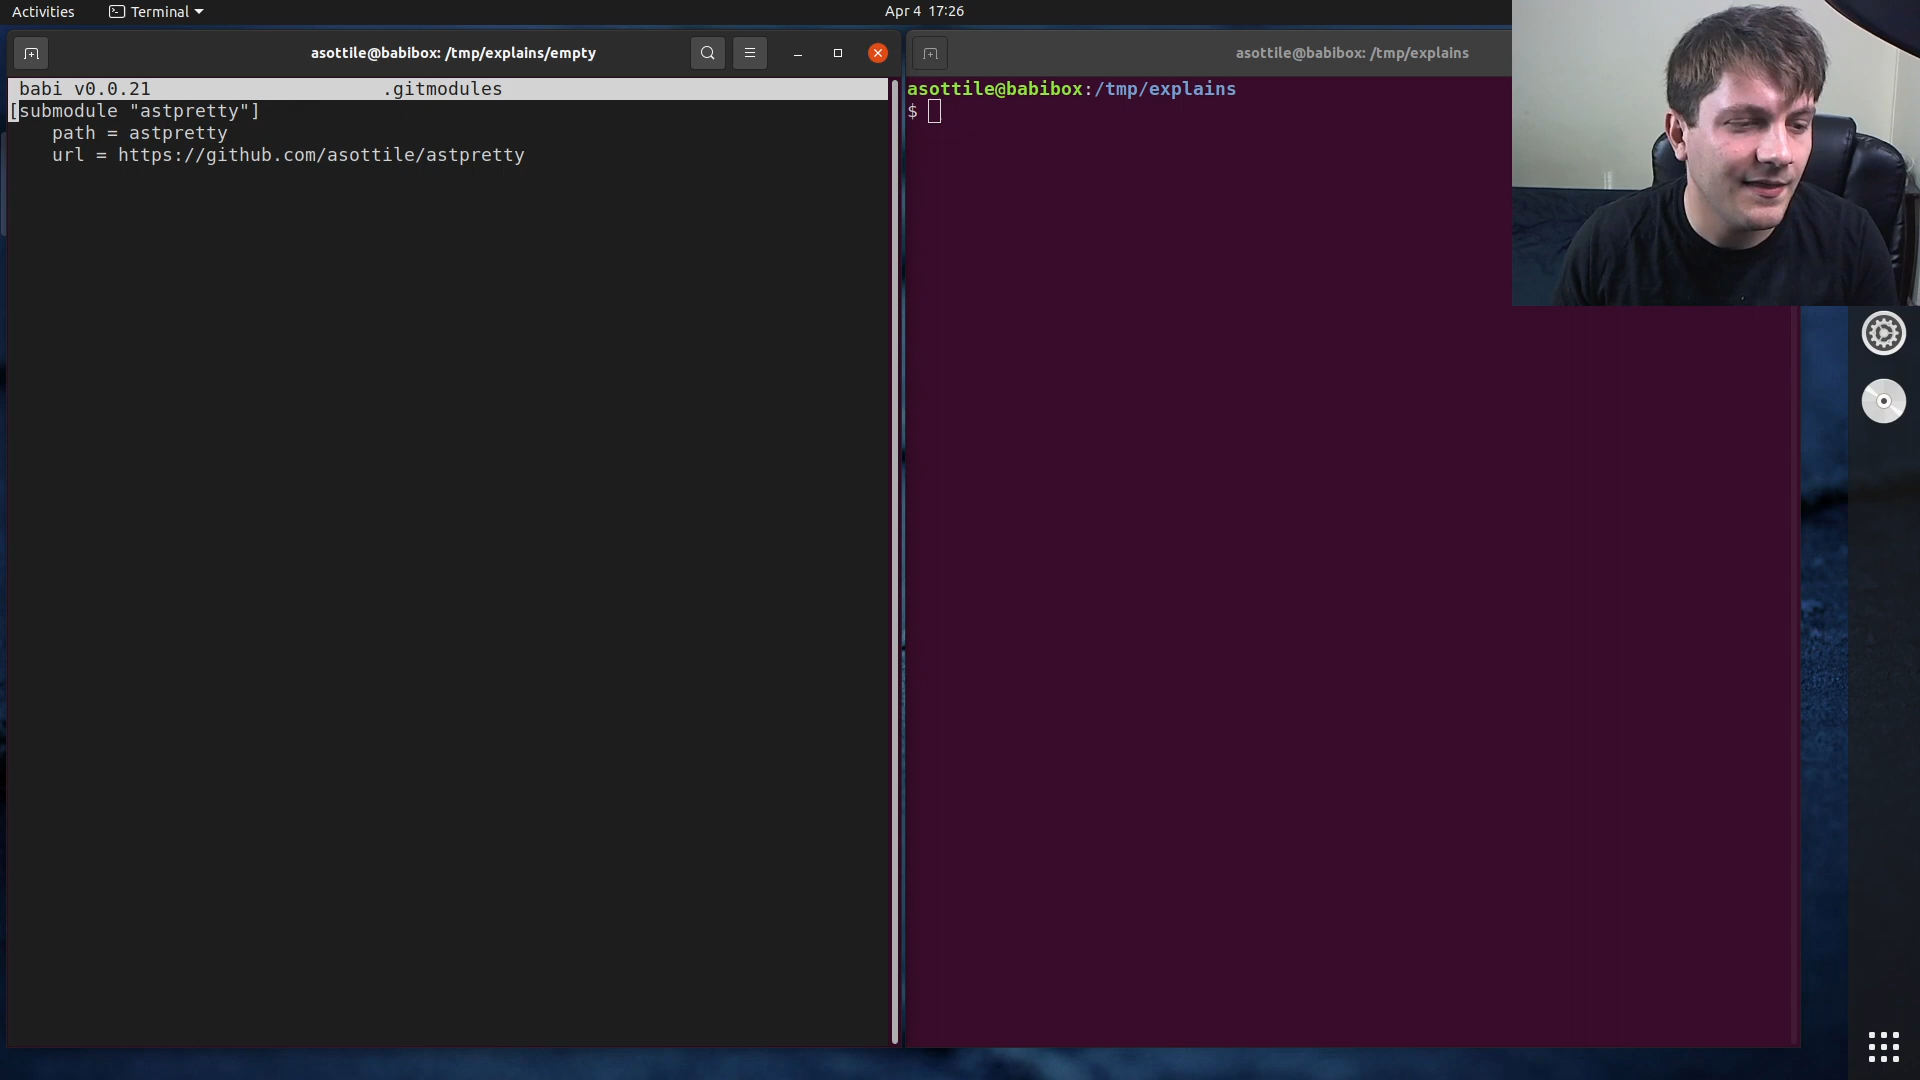 Activities
Terminal
Apr 4 17:26
asottile@babibox: /tmp/explains/empty
babi v0.0.21 .gitmodules
[submodule "astpretty"]
path = astpretty
url = https://github.com/asottile/astpretty
asottile@babibox: /tmp/explains
asottile@babibox:/tmp/explains
$